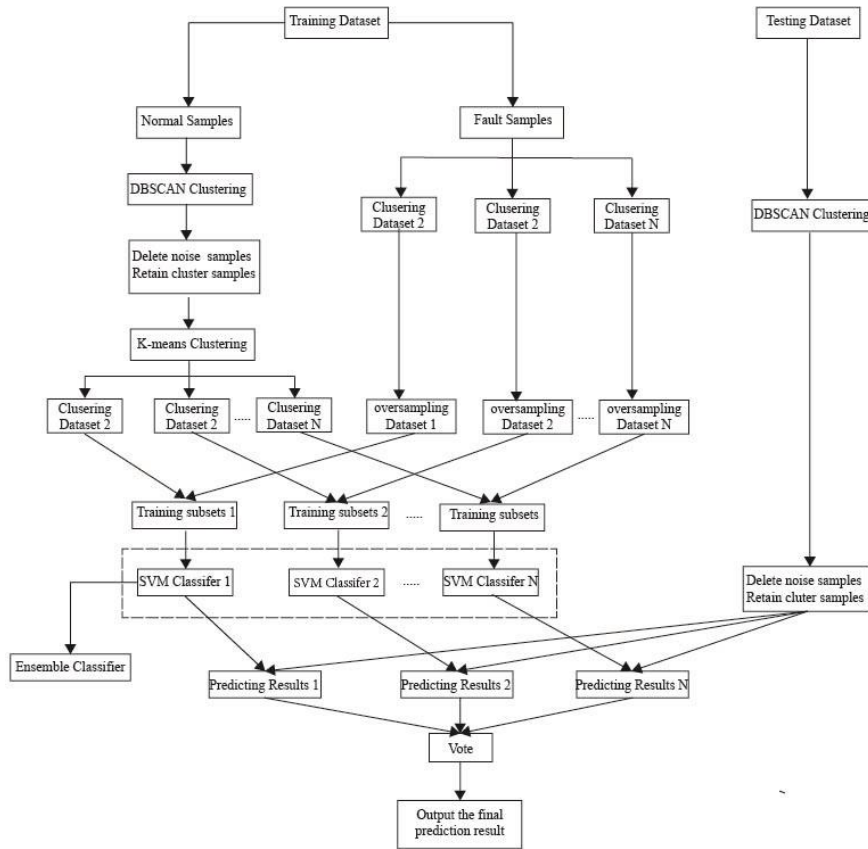 Training Dataset
Testing Dataset
Normal Samples
Fault Samples
DBSCAN Clustering
Clusering
Dataset 2
Clusering
Dataset 2
Clusering
Dataset N
DBSCAN Clustering
Delete noise samples
Retain cluster samples
K-means Clustering
Clusering
Dataset 2
Clusering
Dataset 2
.....
Clusering
Dataset N
oversampling
Dataset 1
oversampling
Dataset 2
.....
oversampling
Dataset N
Training subsets 1
Training subsets 2
.....
Training subsets
SVM Classifer 1
SVM Classifer 2
.....
SVM Classifer N
Delete noise samples
Retain cluter samples
Ensemble Classifier
Predicting Results 1
Predicting Results 2
Predicting Results N
Vote
Output the final
prediction result